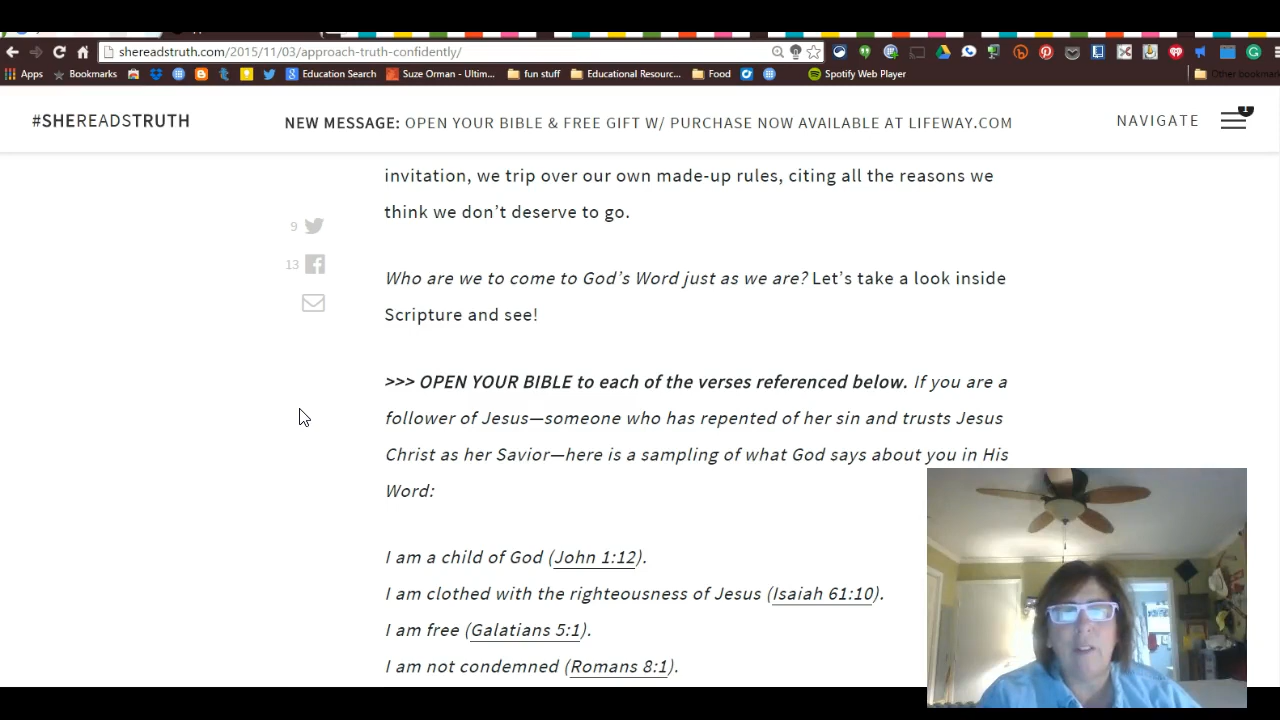 shereadstruth.com/2015/11/03/approach-truth-confidently/
Apps Bookmarks Education Search Suze Orman - Ultim... fun stuff Educational Resourc... Food Spotify Web Player Other bookmar
#SHEREADSTRUTH
NEW MESSAGE: OPEN YOUR BIBLE & FREE GIFT W/ PURCHASE NOW AVAILABLE AT LIFEWAY.COM
NAVIGATE
1
invitation, we trip over our own made-up rules, citing all the reasons we
think we don’t deserve to go.
9
13
Who are we to come to God’s Word just as we are? Let’s take a look inside
Scripture and see!
>>> OPEN YOUR BIBLE to each of the verses referenced below. If you are a
follower of Jesus—someone who has repented of her sin and trusts Jesus
Christ as her Savior—here is a sampling of what God says about you in His
Word:
I am a child of God (John 1:12).
I am clothed with the righteousness of Jesus (Isaiah 61:10).
I am free (Galatians 5:1).
I am not condemned (Romans 8:1).